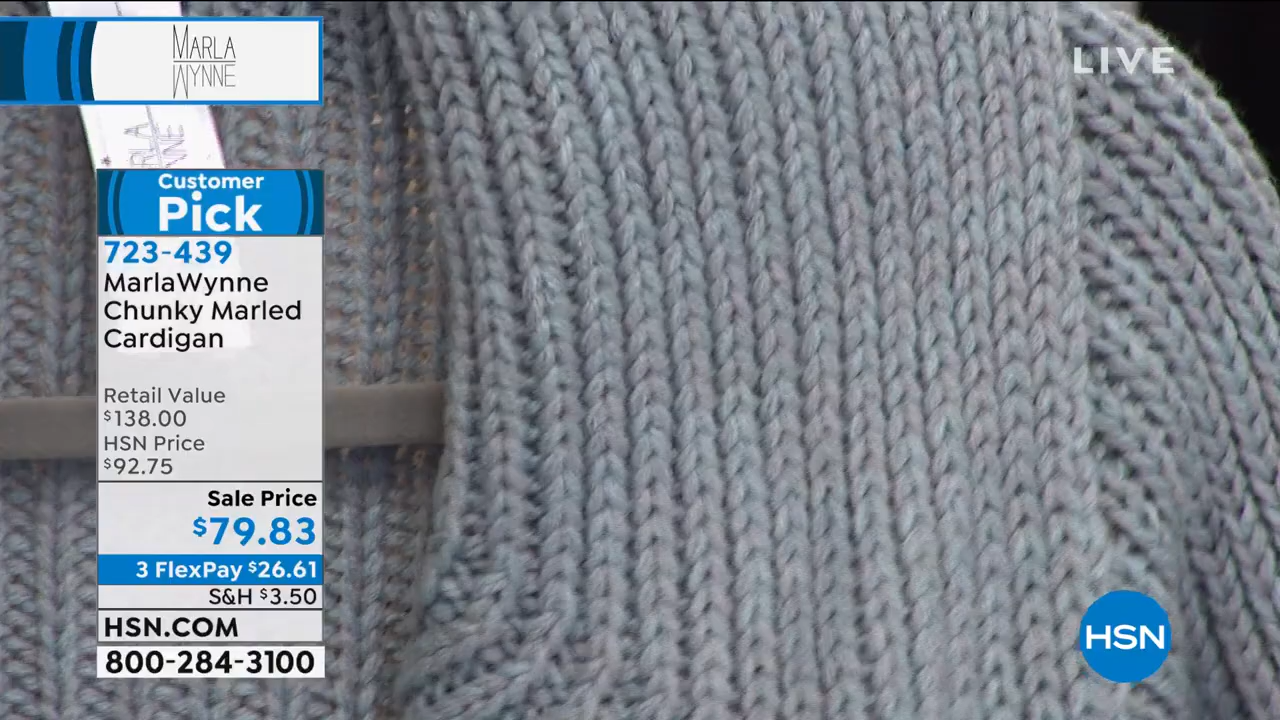 MARLA
WYNNE
LIVE
Customer
Pick
723-439
MarlaWynne
Chunky Marled
Cardigan
Retail Value
$138.00
HSN Price
$92.75
Sale Price
$79.83
3 FlexPay $26.61
S&H $3.50
HSN.COM
800-284-3100
HSN